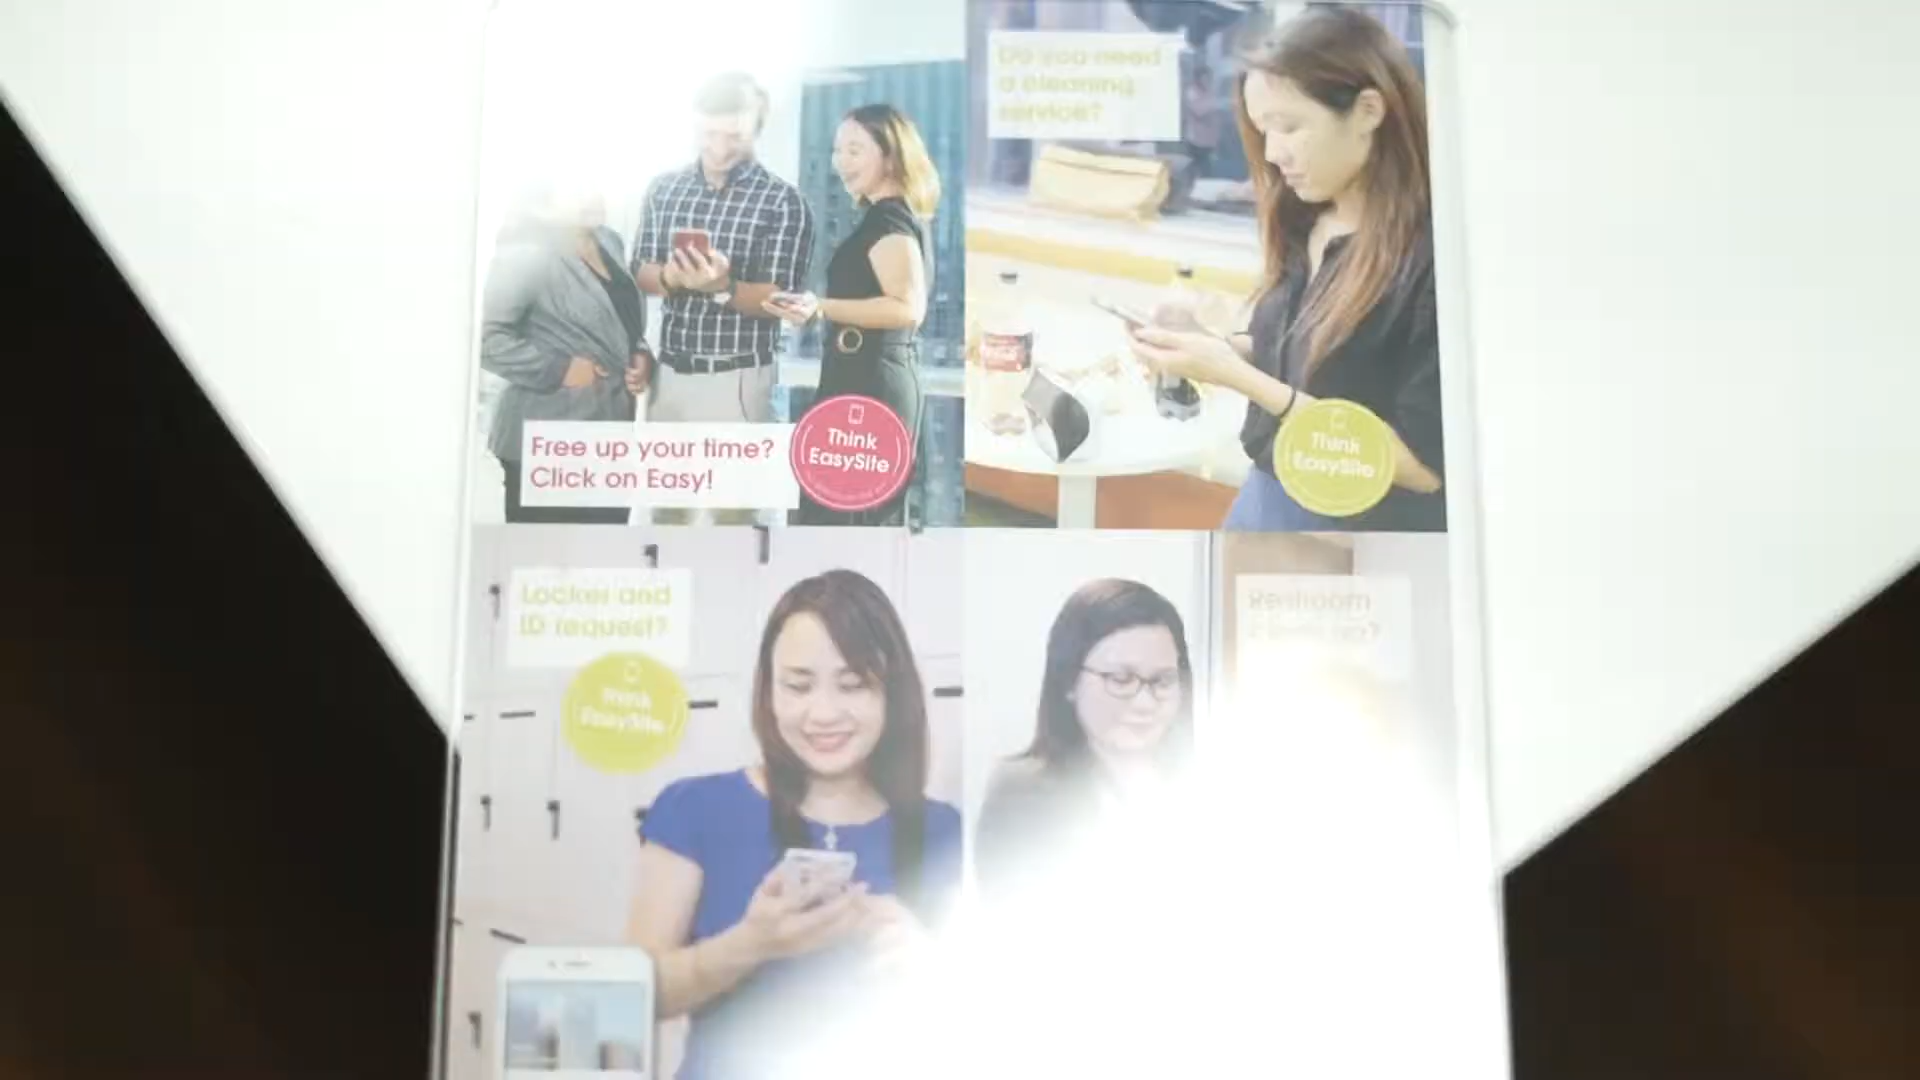 Do you need
a cleaning
service?
Free up your time?
Click on Easy!
Think
EasySite
Think
EasySite
Locker and
ID request?
Think
EasySite
Restroom